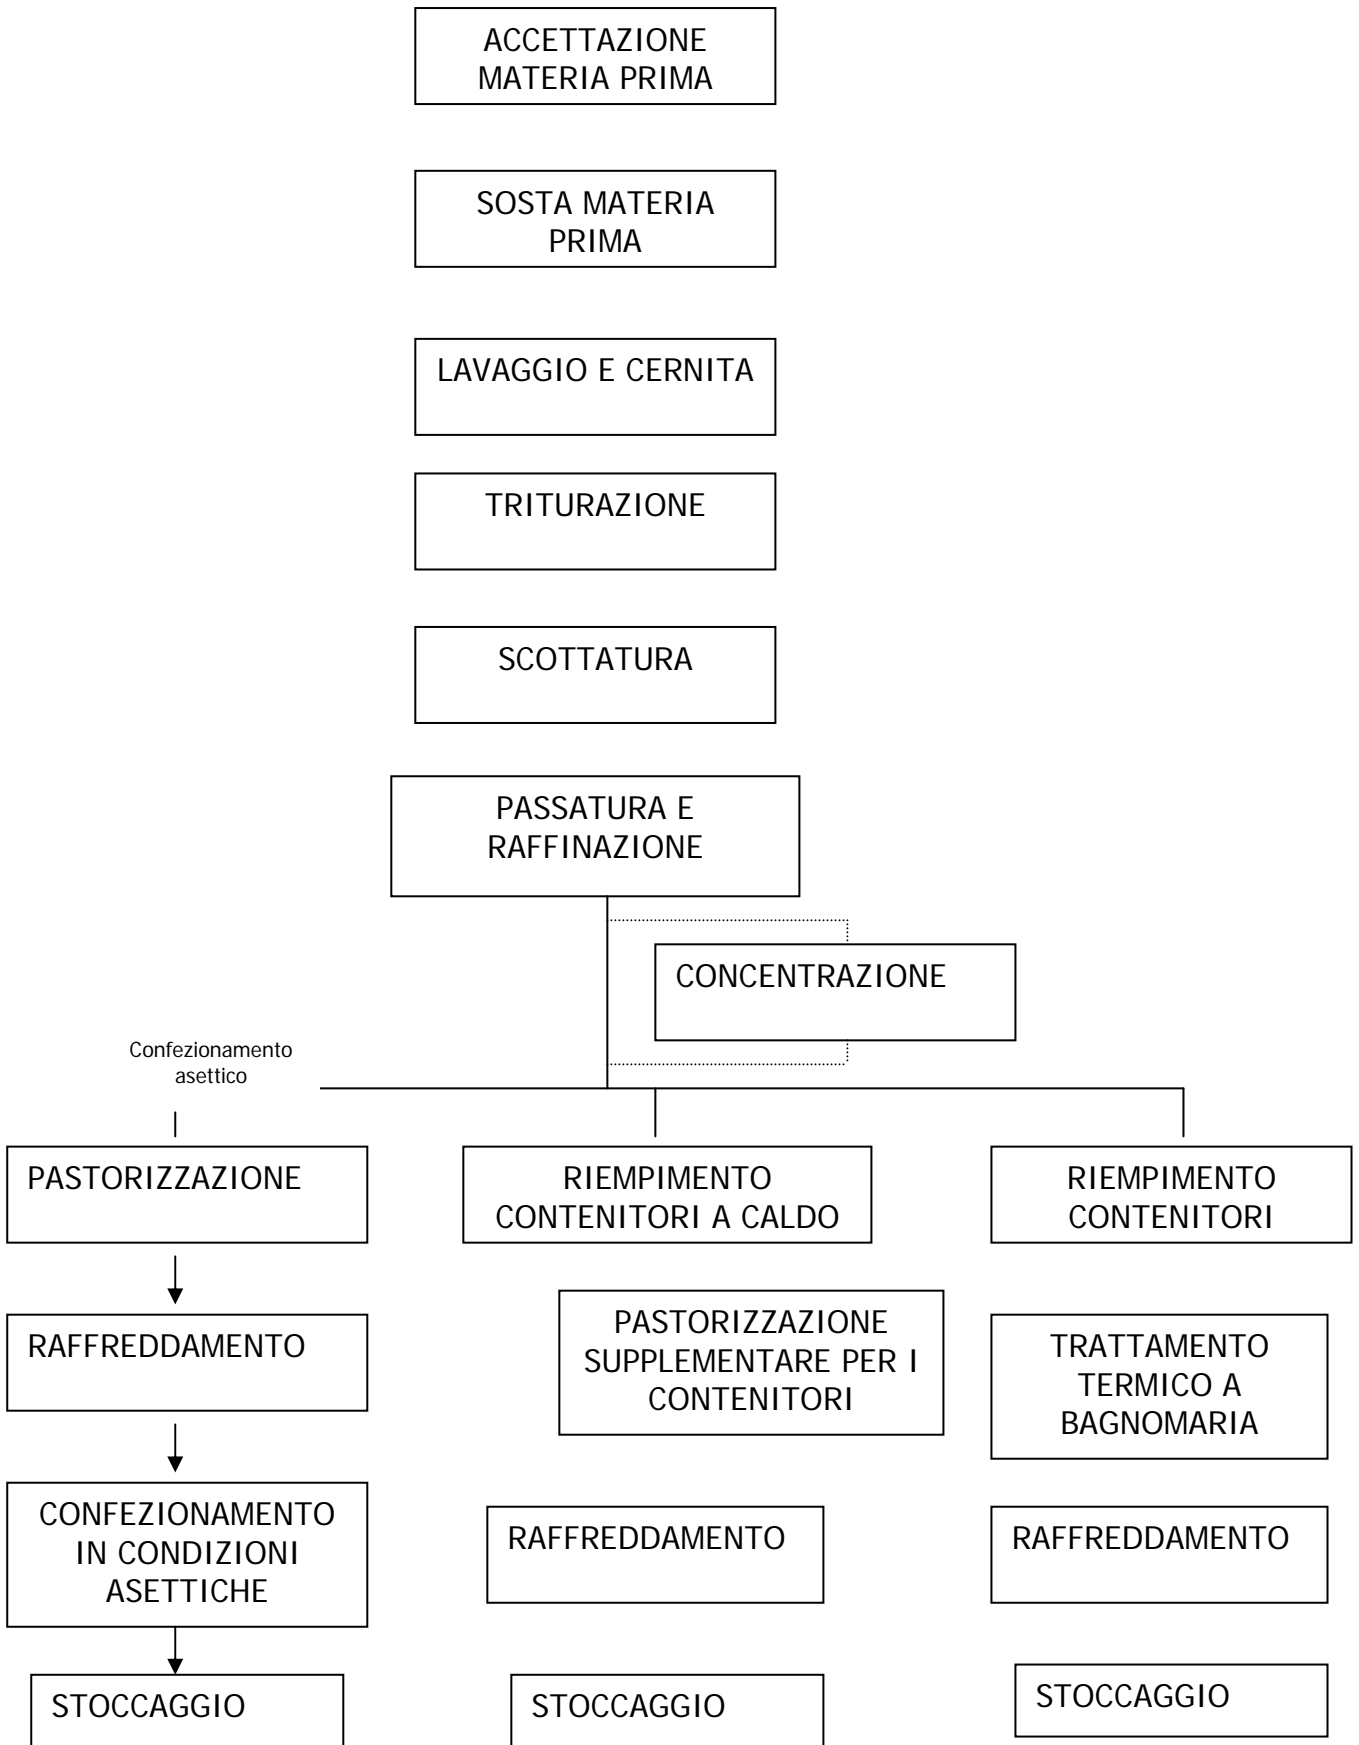 ACCETTAZIONE
MATERIA PRIMA
SOSTA MATERIA
PRIMA
LAVAGGIO E CERNITA
TRITURAZIONE
SCOTTATURA
PASSATURA E
RAFFINAZIONE
CONCENTRAZIONE
Confezionamento
asettico
PASTORIZZAZIONE
RIEMPIMENTO
CONTENITORI A CALDO
RIEMPIMENTO
CONTENITORI
RAFFREDDAMENTO
PASTORIZZAZIONE
SUPPLEMENTARE PER I
CONTENITORI
TRATTAMENTO
TERMICO A
BAGNOMARIA
CONFEZIONAMENTO
IN CONDIZIONI
ASETTICHE
RAFFREDDAMENTO
RAFFREDDAMENTO
STOCCAGGIO
STOCCAGGIO
STOCCAGGIO